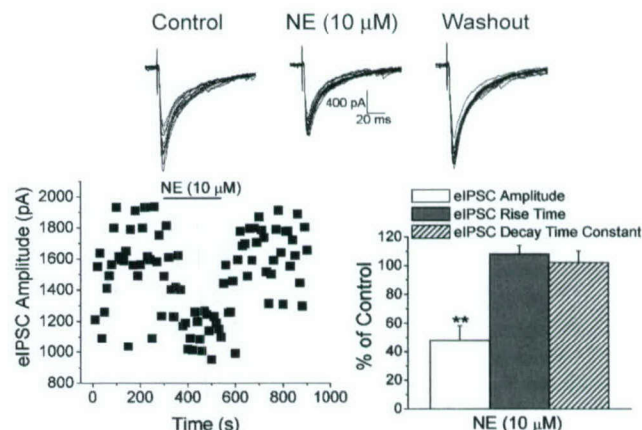 Control NE (10 μM) Washout
400 pA
20 ms
NE (10 μM)
eIPSC Amplitude (pA)
2000
1800
1600
1400
1200
1000
800
0 200 400 600 800 1000
Time (s)
eIPSC Amplitude
eIPSC Rise Time
eIPSC Decay Time Constant
% of Control
120
100
80
60
40
20
0
**
NE (10 μM)